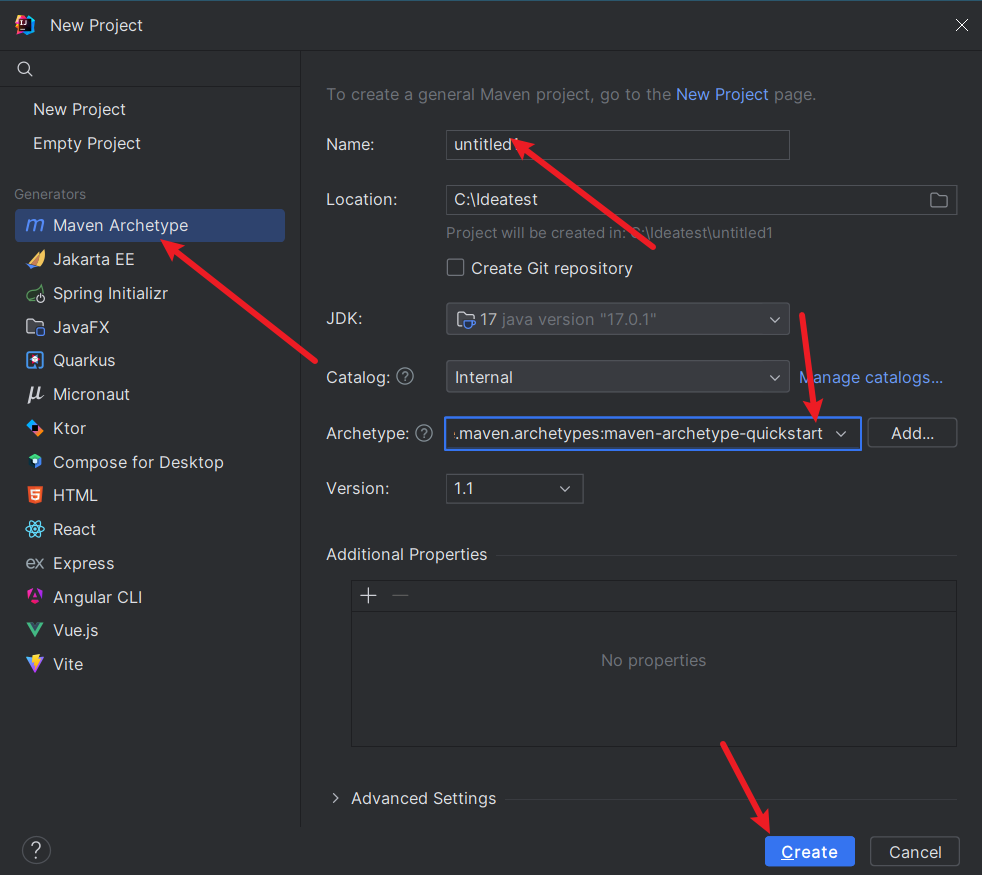 New Project
To create a general Maven project, go to the New Project page.
New Project
Empty Project
Generators
Maven Archetype
Jakarta EE
Spring Initializr
JavaFX
Quarkus
Micronaut
Ktor
Compose for Desktop
HTML
React
ex Express
Angular CLI
Vue.js
Vite
Name: untitled1
Location: C:\Ideatest
Project will be created in: C:\Ideatest\untitled1
Create Git repository
JDK: 17 java version "17.0.1"
Catalog: ? Internal Manage catalogs...
Archetype: ? .maven.archetypes:maven-archetype-quickstart Add...
Version: 1.1
Additional Properties
No properties
Advanced Settings
? Create Cancel